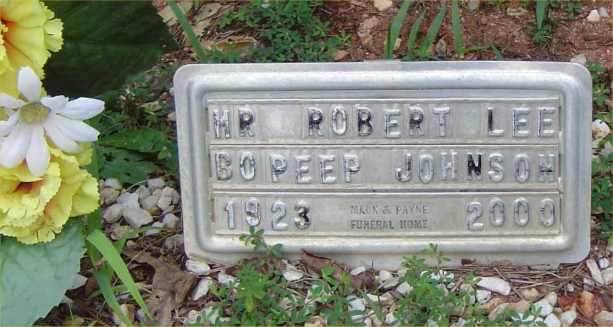 MR ROBERT LEE
BOPEEP JOHNSON
1923 MACK & PAYNE 2000
FUNERAL HOME